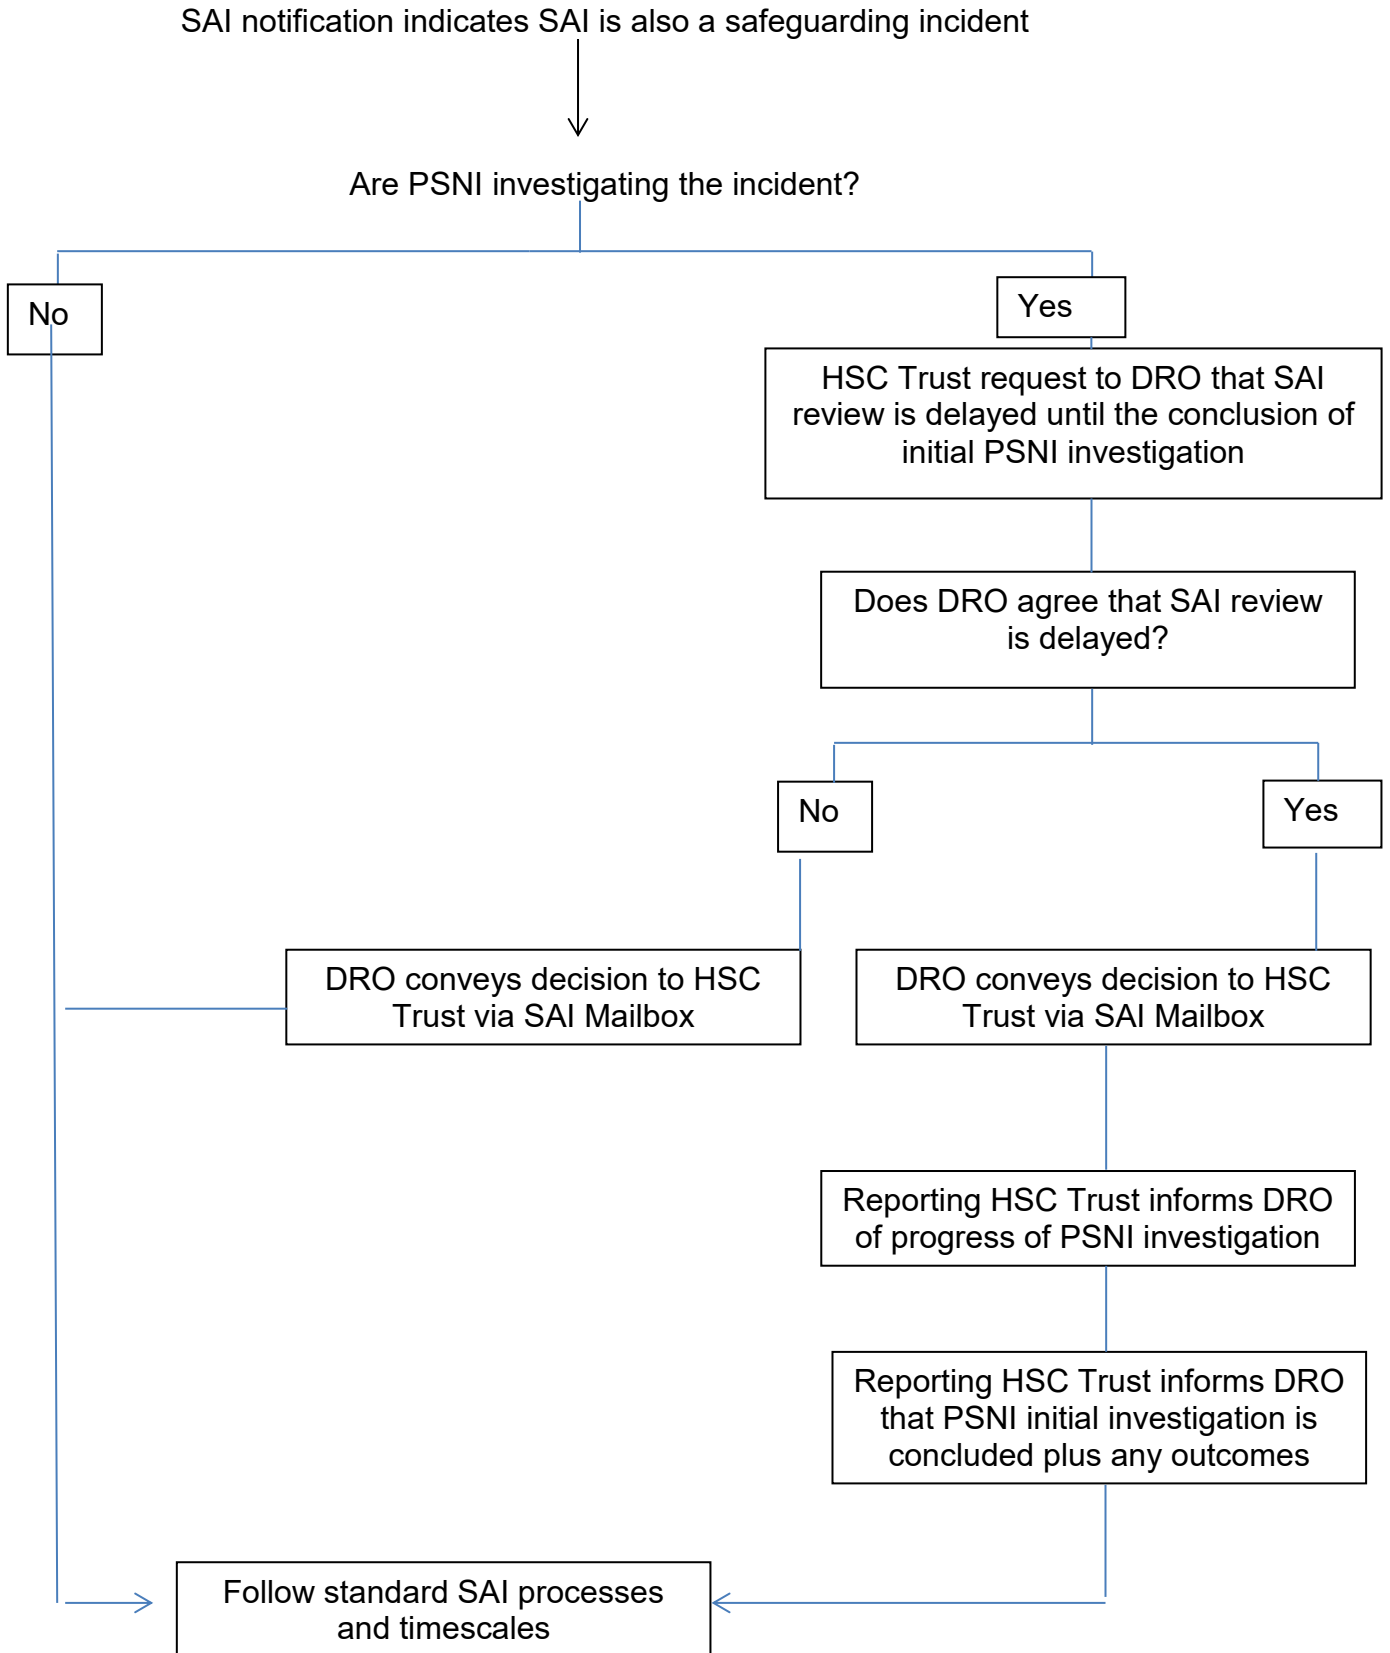 SAI notification indicates SAI is also a safeguarding incident
Are PSNI investigating the incident?
No
Yes
HSC Trust request to DRO that SAI
review is delayed until the conclusion of
initial PSNI investigation
Does DRO agree that SAI review
is delayed?
No
Yes
DRO conveys decision to HSC
Trust via SAI Mailbox
DRO conveys decision to HSC
Trust via SAI Mailbox
Reporting HSC Trust informs DRO
of progress of PSNI investigation
Reporting HSC Trust informs DRO
that PSNI initial investigation is
concluded plus any outcomes
Follow standard SAI processes
and timescales